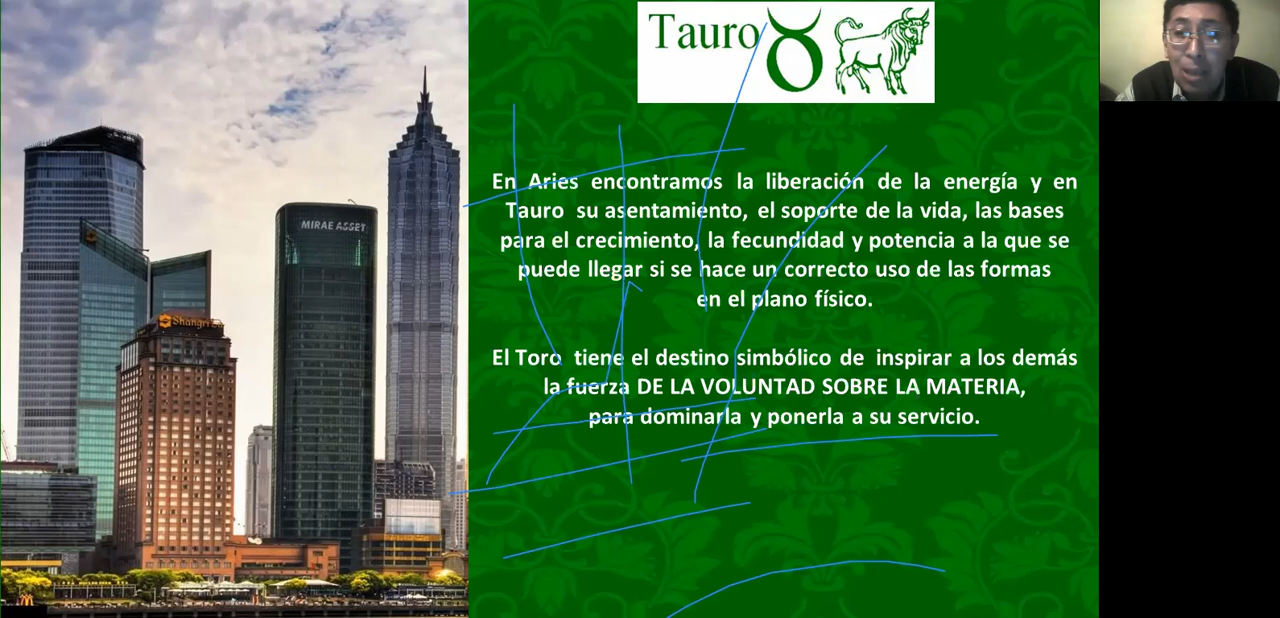 Tauro
MIRAE ASSET
Shangri-La
En Aries encontramos la liberación de la energía y en
Tauro su asentamiento, el soporte de la vida, las bases
para el crecimiento, la fecundidad y potencia a la que se
puede llegar si se hace un correcto uso de las formas
en el plano físico.
El Toro tiene el destino simbólico de inspirar a los demás
la fuerza DE LA VOLUNTAD SOBRE LA MATERIA,
para dominarla y ponerla a su servicio.